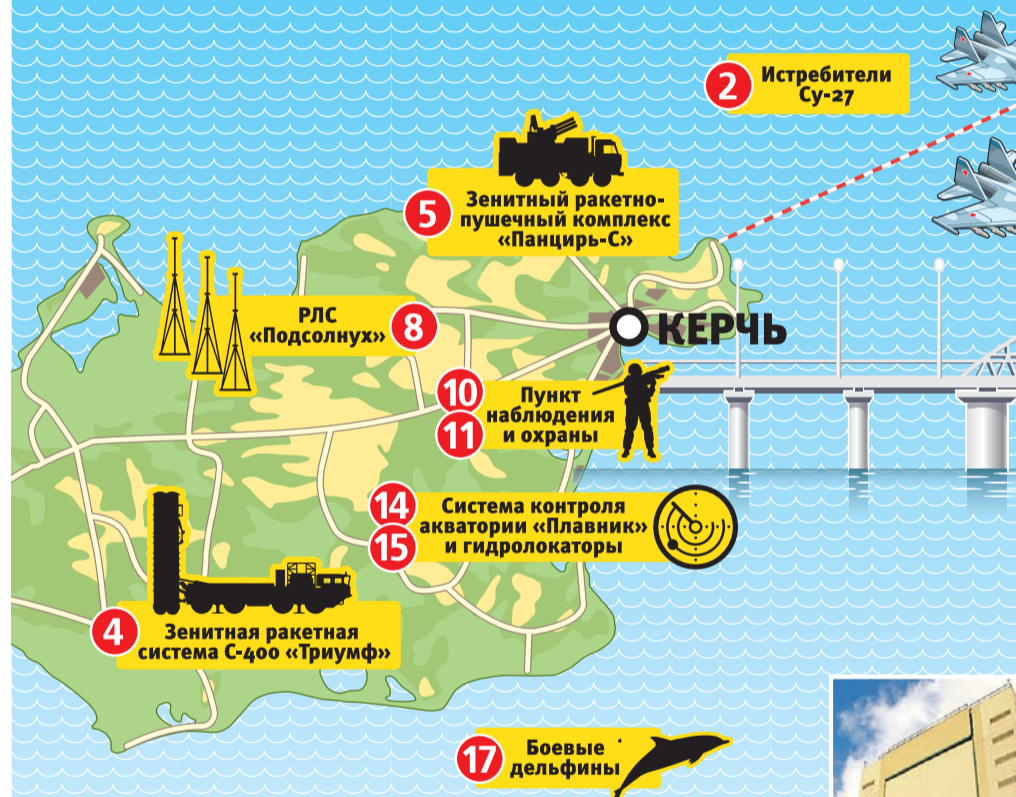 2
Истребители
Су-27
5
Зенитный ракетно-
пушечный комплекс
«Панцирь-С»
РЛС
«Подсолнух»
8
КЕРЧЬ
10
11
Пункт
наблюдения
и охраны
14
15
Система контроля
акватории «Плавник»
и гидролокаторы
4
Зенитная ракетная
система С-400 «Триумф»
17
Боевые
дельфины